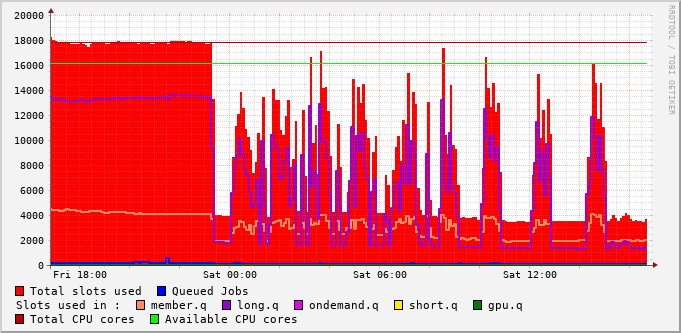 20000
18000
16000
14000
12000
10000
8000
6000
4000
2000
0
Fri 18:00 Sat 00:00 Sat 06:00 Sat 12:00
RRDTOOL / TOBI OETIKER
Total slots used Queued Jobs
Slots used in : member.q long.q ondemand.q short.q gpu.q
Total CPU cores Available CPU cores